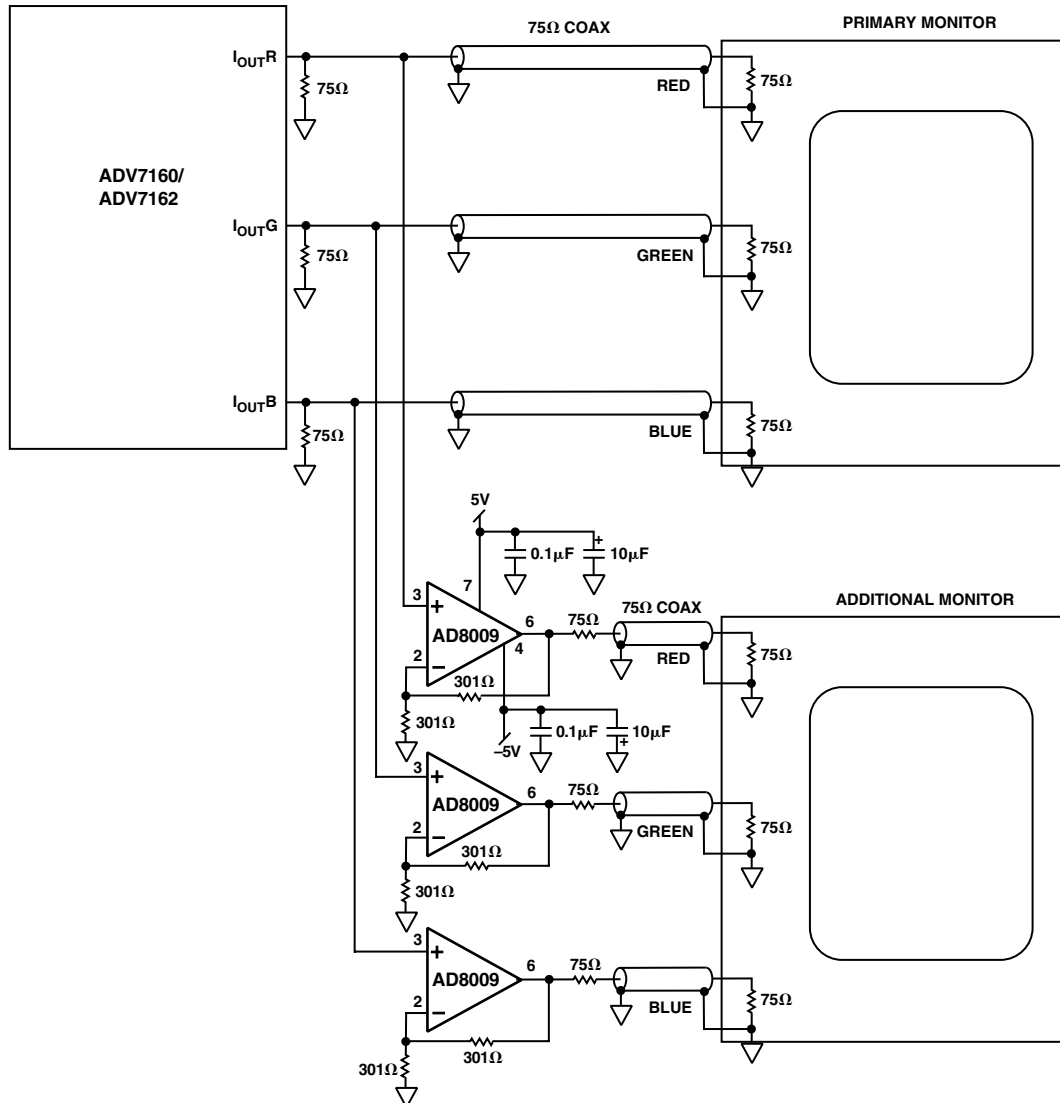 75Ω COAX
PRIMARY MONITOR
IOUTR
75Ω
RED
75Ω
ADV7160/
ADV7162
IOUTG
75Ω
GREEN
75Ω
IOUTB
75Ω
BLUE
75Ω
5V
+
0.1μF
10μF
7
3
+
AD8009
6
4
2
−
75Ω
75Ω COAX
ADDITIONAL MONITOR
RED
75Ω
301Ω
301Ω
0.1μF
10μF
+
−5V
3
+
AD8009
6
2
−
75Ω
GREEN
75Ω
301Ω
301Ω
3
+
AD8009
6
2
−
75Ω
BLUE
75Ω
301Ω
301Ω